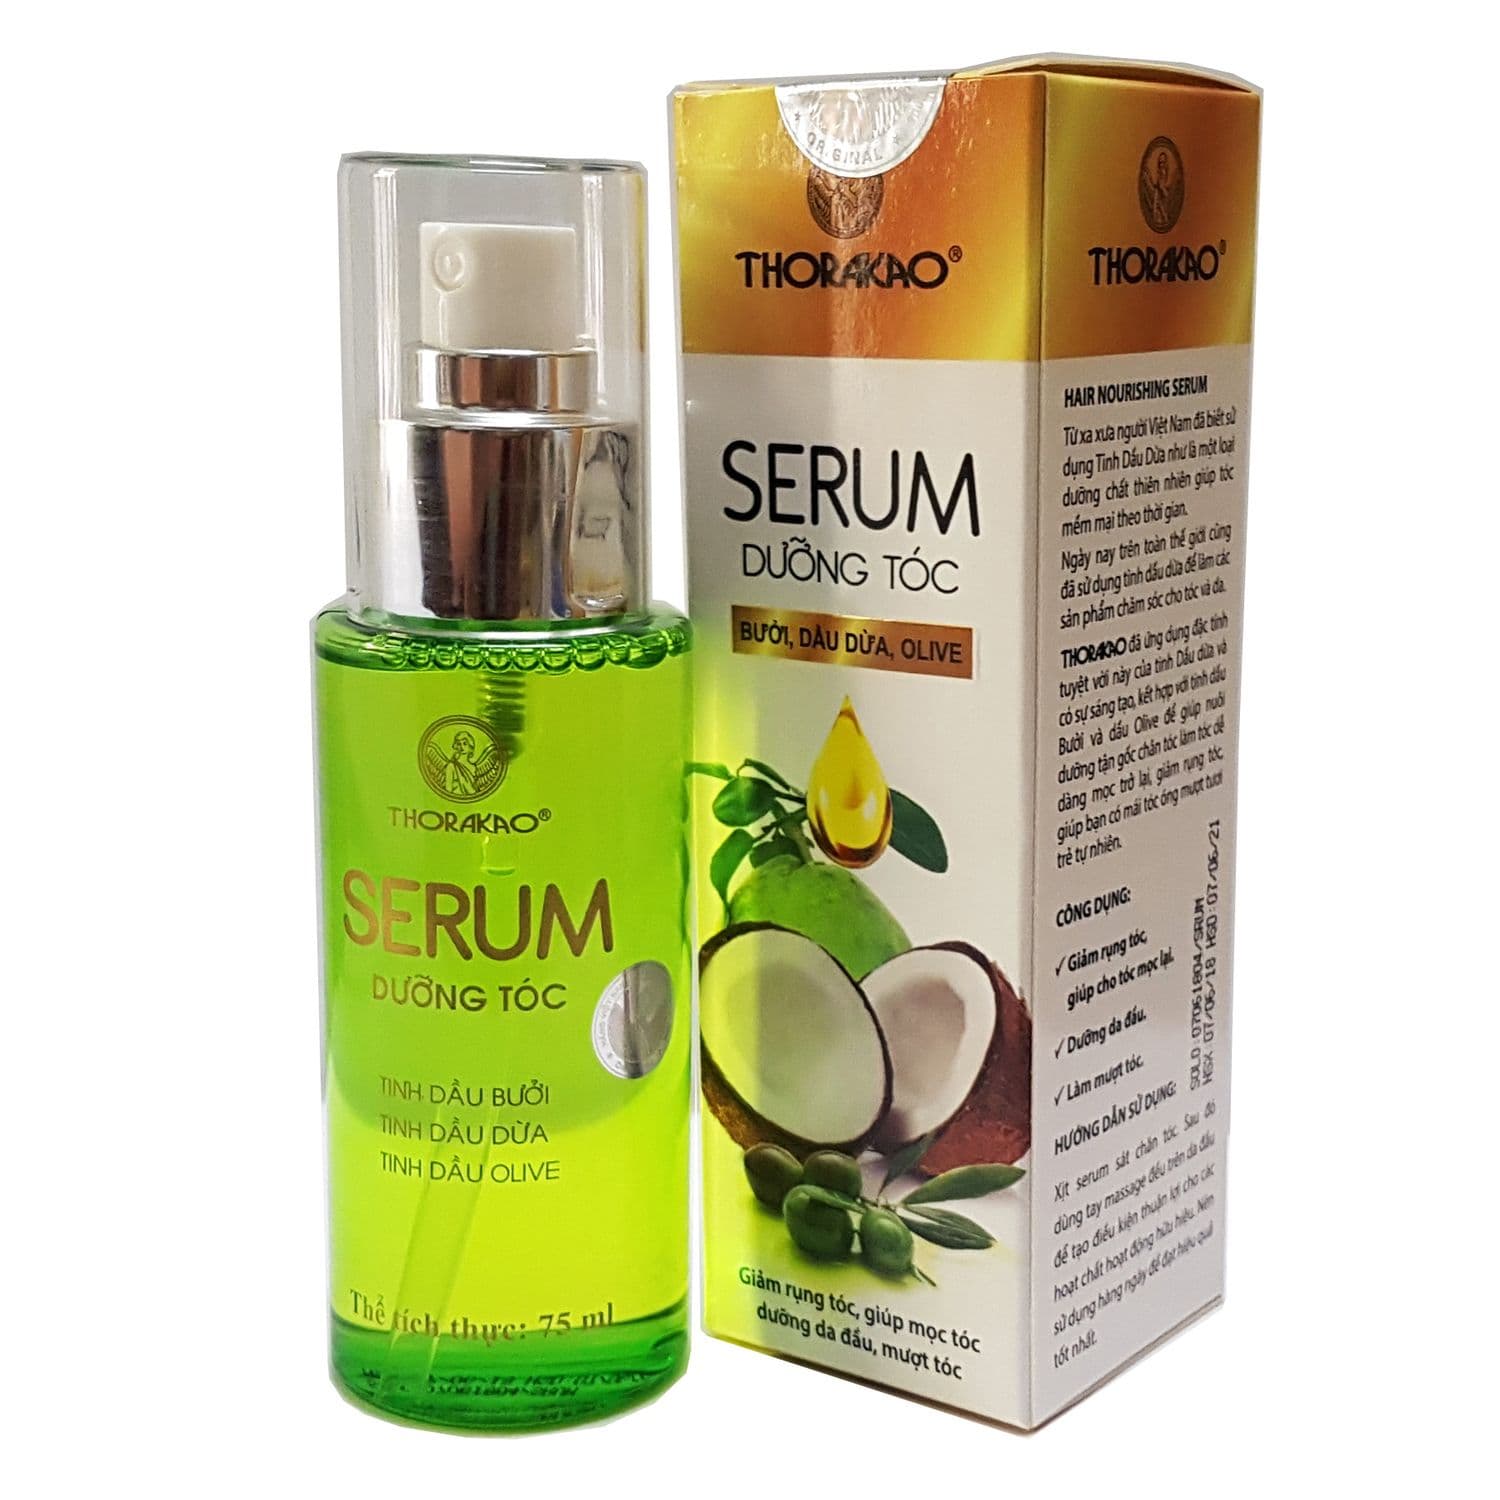 THORAKAO®
SERUM
DƯỠNG TÓC
TINH DẦU BƯỞI
TINH DẦU DỪA
TINH DẦU OLIVE
Thể tích thực: 75 ml
ORIGINAL
THORAKAO®
SERUM
DƯỠNG TÓC
BƯỞI, DẦU DỪA, OLIVE
Giảm rụng tóc, giúp mọc tóc
dưỡng da đầu, mượt tóc
THORAKAO®
HAIR NOURISHING SERUM
Từ xa xưa người Việt Nam đã biết sử
dụng Tinh Dầu Dừa như là một loại
dưỡng chất thiên nhiên giúp tóc
mềm mại theo thời gian.
Ngày nay trên toàn thế giới cũng
đã sử dụng tinh dầu dừa để làm các
sản phẩm chăm sóc cho tóc và da.
THORAKAO đã ứng dụng đặc tính
tuyệt vời này của tinh Dầu dừa và
có sự sáng tạo, kết hợp với tinh dầu
Bưởi và dầu Olive để giúp nuôi
dưỡng tận gốc chân tóc làm tóc dễ
dàng mọc trở lại, giảm rụng tóc,
giúp bạn có mái tóc óng mượt tươi
trẻ tự nhiên.
CÔNG DỤNG:
✓ Giảm rụng tóc,
giúp cho tóc mọc lại.
✓ Dưỡng da đầu.
✓ Làm mượt tóc.
HƯỚNG DẪN SỬ DỤNG:
Xịt serum sát chân tóc. Sau đó
dùng tay massage đều trên da đầu
để tạo điều kiện thuận lợi cho các
hoạt chất hoạt động hữu hiệu. Nên
sử dụng hàng ngày để đạt hiệu quả
tốt nhất.
SOLO:07061804/SRUM
NSX:07/06/18 HSD:07/06/21